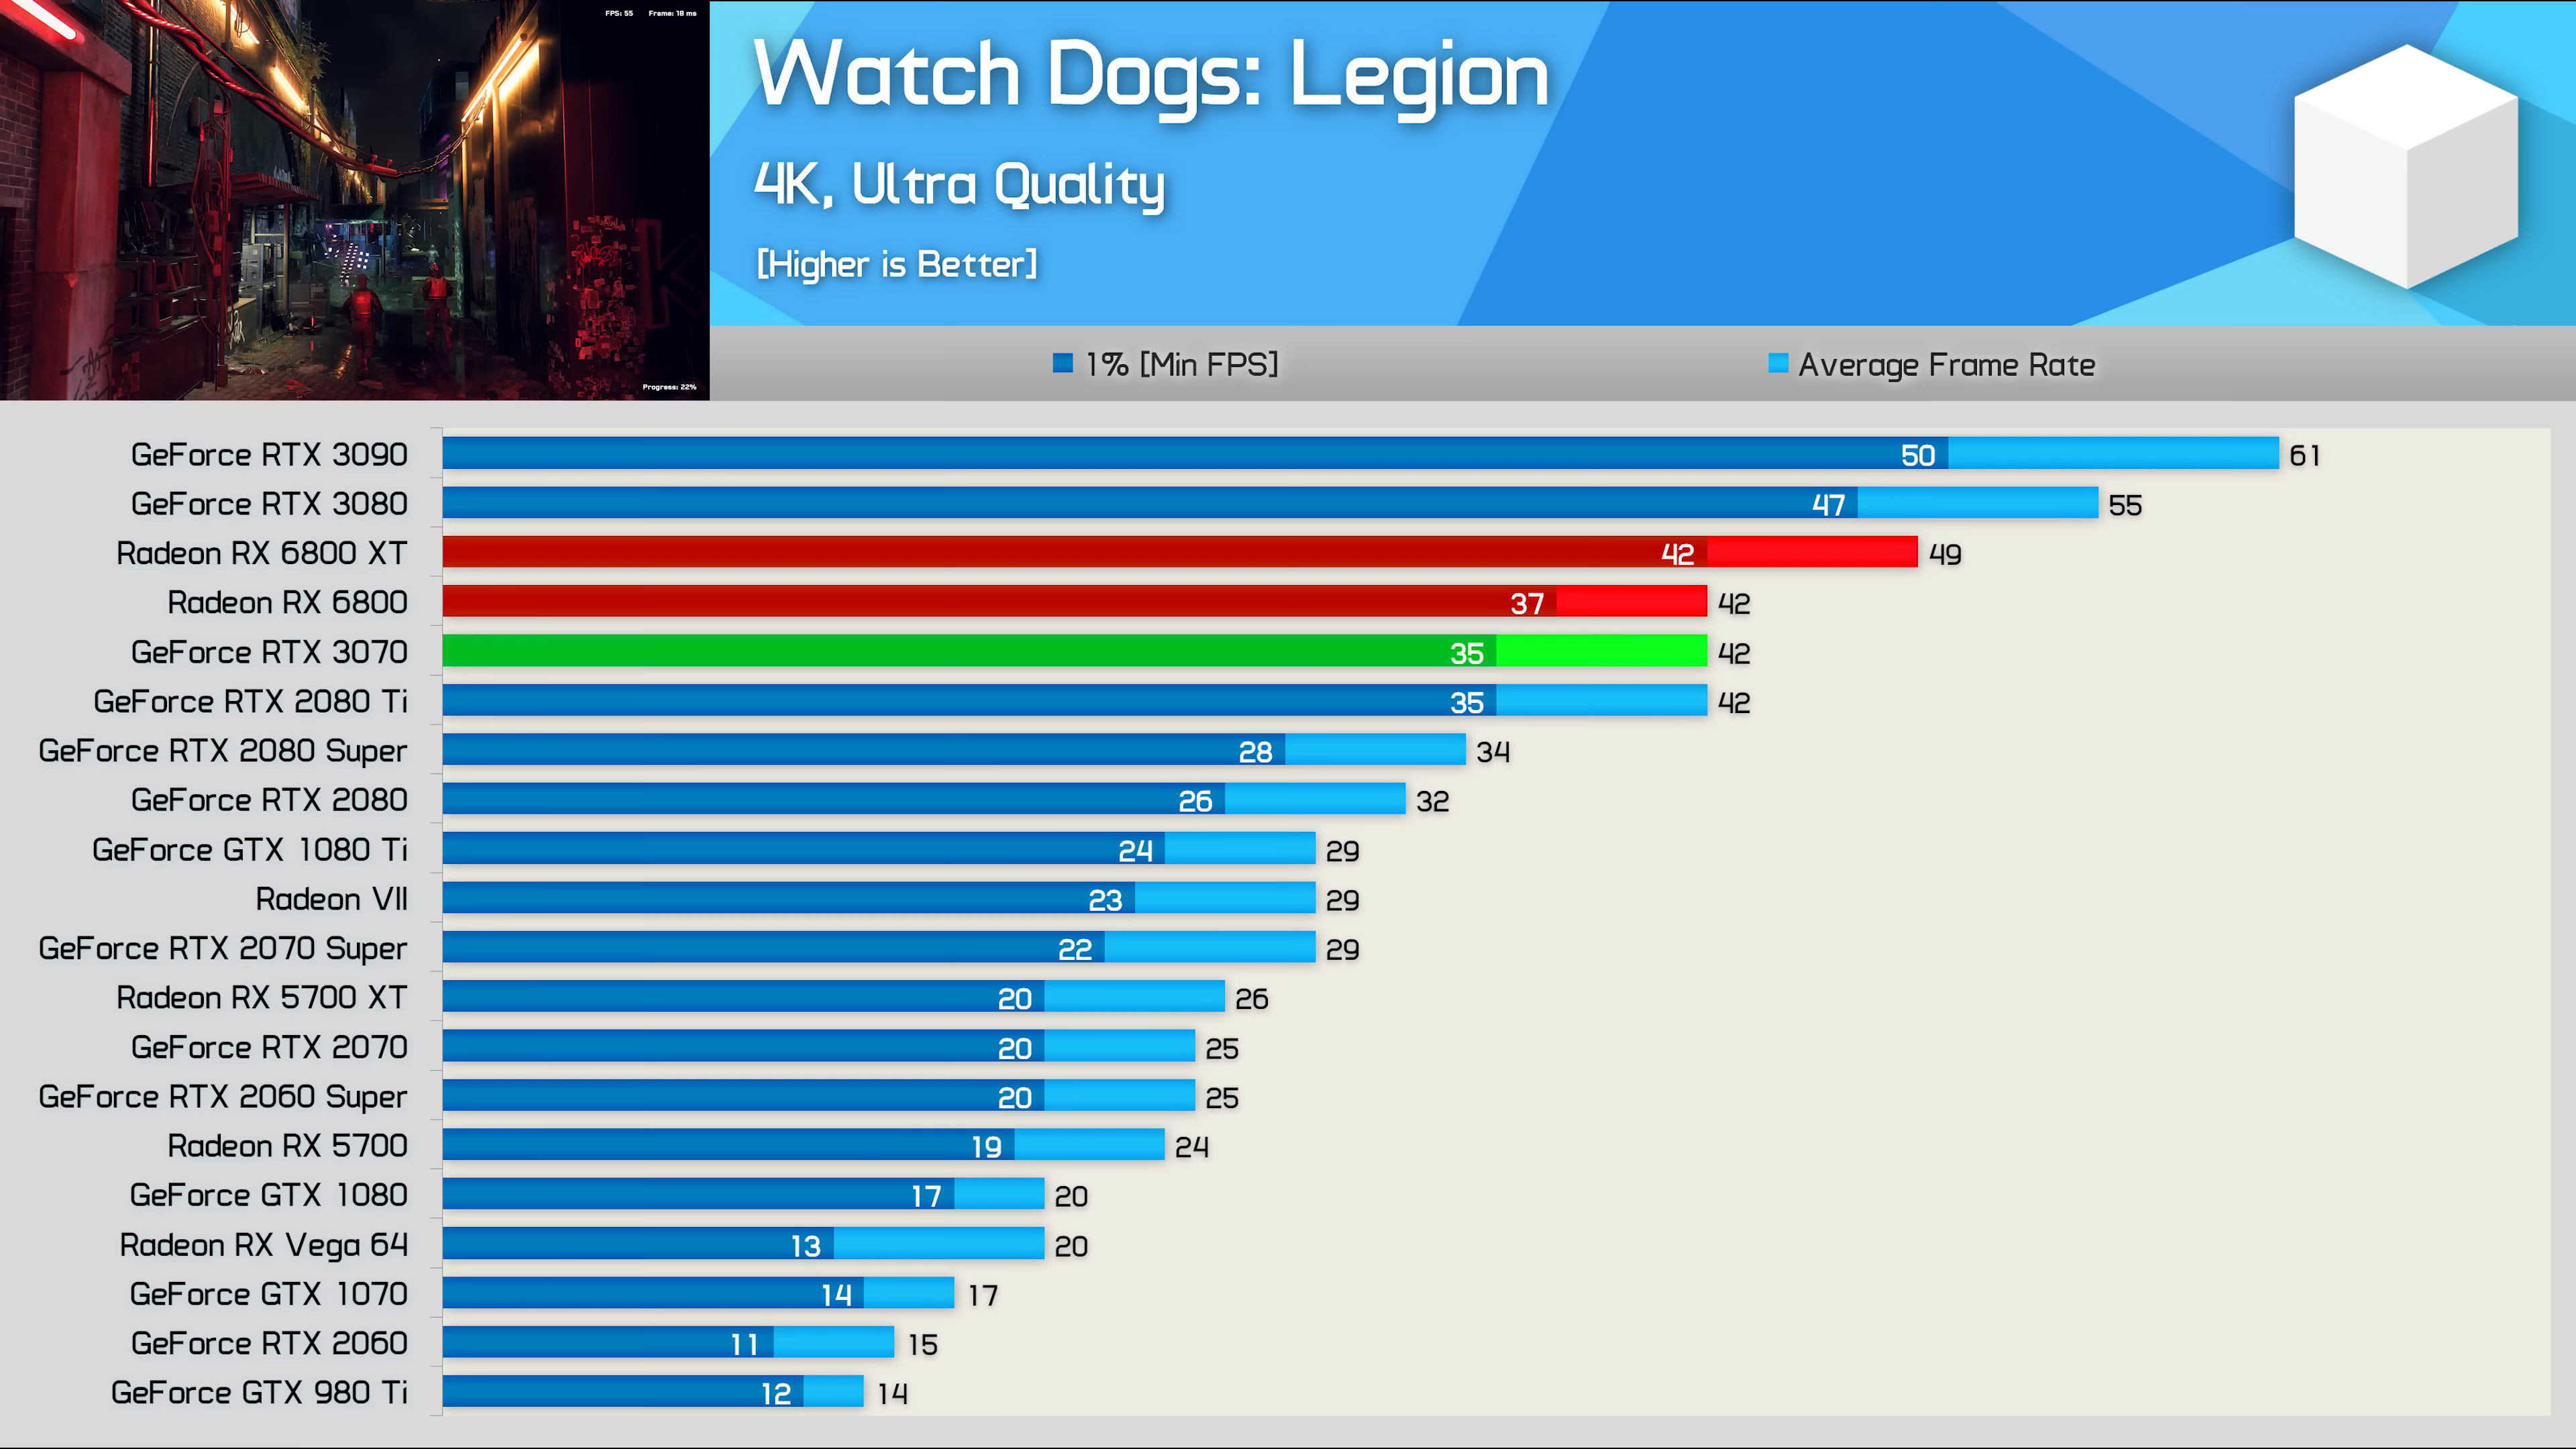 FPS: 55 Frame: 18 ms
Progress: 22%
Watch Dogs: Legion
4K, Ultra Quality
[Higher is Better]
1% [Min FPS] Average Frame Rate
GeForce RTX 3090 50 61
GeForce RTX 3080 47 55
Radeon RX 6800 XT 42 49
Radeon RX 6800 37 42
GeForce RTX 3070 35 42
GeForce RTX 2080 Ti 35 42
GeForce RTX 2080 Super 28 34
GeForce RTX 2080 26 32
GeForce GTX 1080 Ti 24 29
Radeon VII 23 29
GeForce RTX 2070 Super 22 29
Radeon RX 5700 XT 20 26
GeForce RTX 2070 20 25
GeForce RTX 2060 Super 20 25
Radeon RX 5700 19 24
GeForce GTX 1080 17 20
Radeon RX Vega 64 13 20
GeForce GTX 1070 14 17
GeForce RTX 2060 11 15
GeForce GTX 980 Ti 12 14